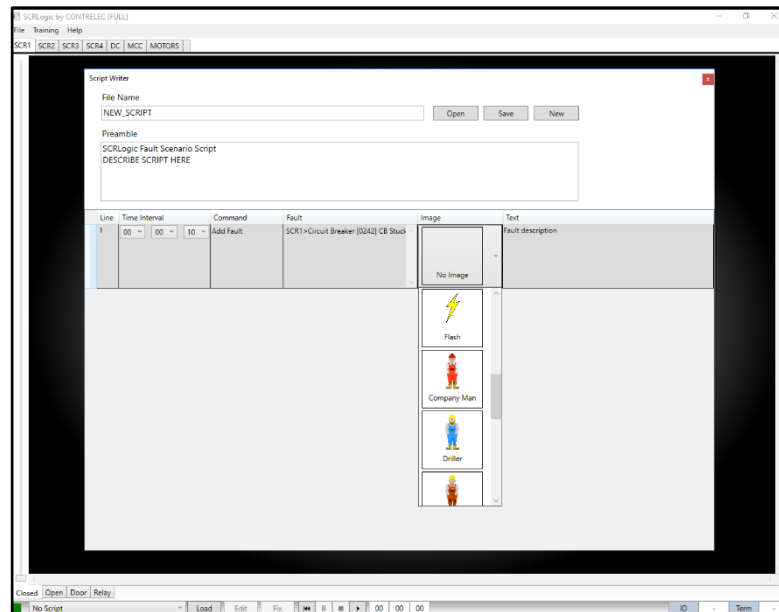 SCRLogic by CONTRELEC [FULL]
File Training Help
SCR1 SCR2 SCR3 SCR4 DC MCC MOTORS
Script Writer
File Name
NEW_SCRIPT Open Save New
Preamble
SCRLogic Fault Scenario Script
DESCRIBE SCRIPT HERE
Line Time Interval Command Fault Image Text
1 00 00 10 Add Fault SCR1>Circuit Breaker [0242] CB Stuck Fault description
No Image
Flash
Company Man
Driller
Closed Open Door Relay
No Script Load Edit Fix 00 00 00 ID - Term -